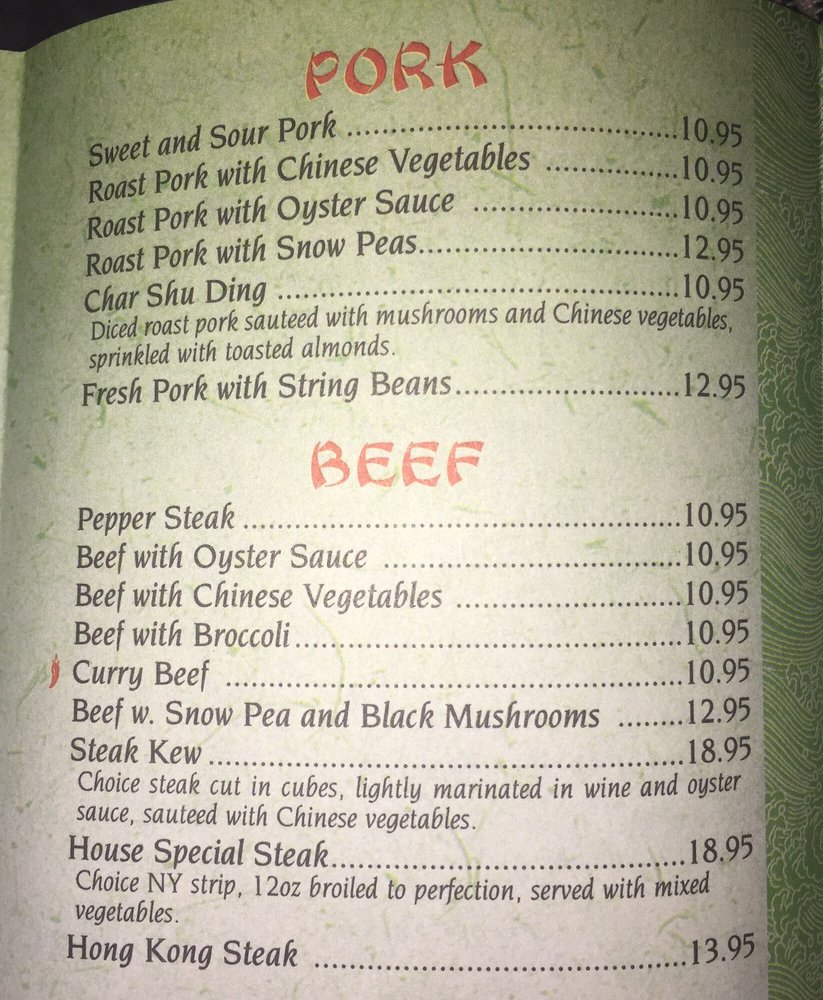 PORK
Sweet and Sour Pork ........................................10.95
Roast Pork with Chinese Vegetables ................10.95
Roast Pork with Oyster Sauce .........................10.95
Roast Pork with Snow Peas................................12.95
Char Shu Ding .................................................10.95
Diced roast pork sauteed with mushrooms and Chinese vegetables,
sprinkled with toasted almonds.
Fresh Pork with String Beans...........................12.95
BEEF
Pepper Steak .....................................................10.95
Beef with Oyster Sauce ....................................10.95
Beef with Chinese Vegetables ...........................10.95
Beef with Broccoli...............................................10.95
Curry Beef .......................................................10.95
Beef w. Snow Pea and Black Mushrooms ........12.95
Steak Kew.........................................................18.95
Choice steak cut in cubes, lightly marinated in wine and oyster
sauce, sauteed with Chinese vegetables.
House Special Steak...........................................18.95
Choice NY strip, 12oz broiled to perfection, served with mixed
vegetables.
Hong Kong Steak .............................................13.95